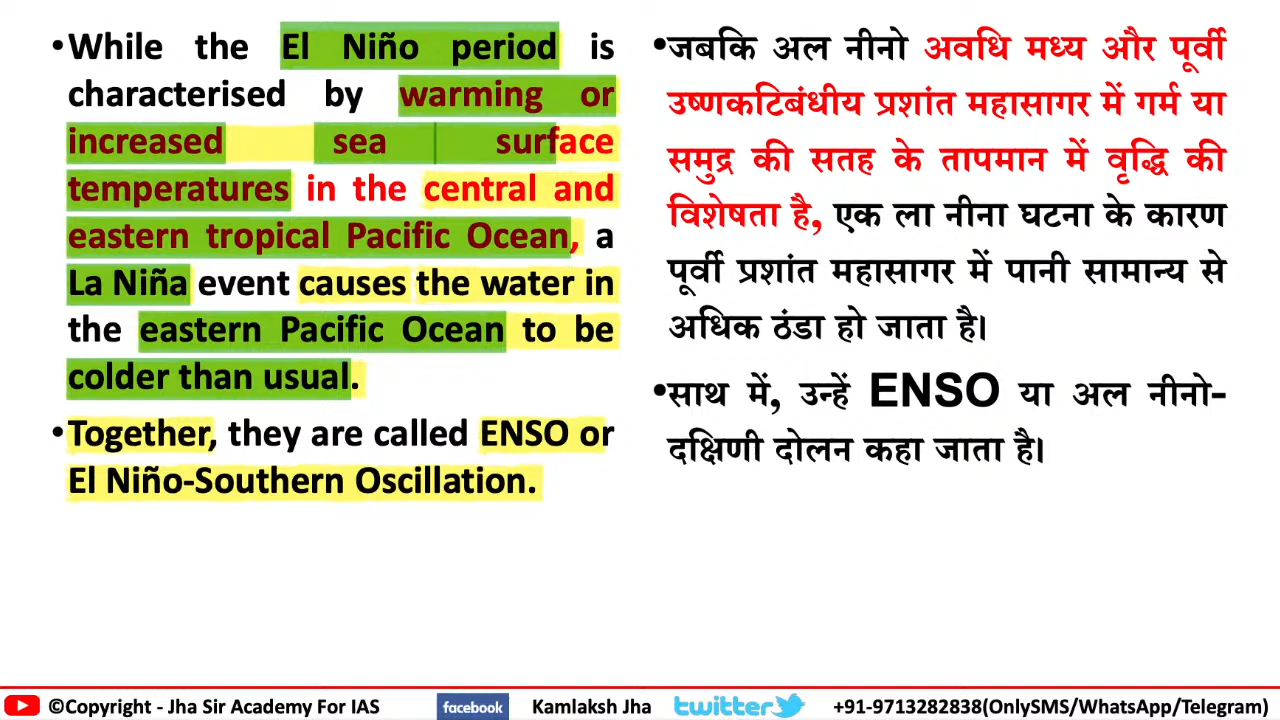 •While the El Niño period is
characterised by warming or
increased sea surface
temperatures in the central and
eastern tropical Pacific Ocean, a
La Niña event causes the water in
the eastern Pacific Ocean to be
colder than usual.
•Together, they are called ENSO or
El Niño-Southern Oscillation.
•जबकि अल नीनो अवधि मध्य और पूर्वी
उष्णकटिबंधीय प्रशांत महासागर में गर्म या
समुद्र की सतह के तापमान में वृद्धि की
विशेषता है, एक ला नीना घटना के कारण
पूर्वी प्रशांत महासागर में पानी सामान्य से
अधिक ठंडा हो जाता है।
•साथ में, उन्हें ENSO या अल नीनो-
दक्षिणी दोलन कहा जाता है।
©Copyright - Jha Sir Academy For IAS facebook Kamlaksh Jha twitter +91-9713282838(OnlySMS/WhatsApp/Telegram)